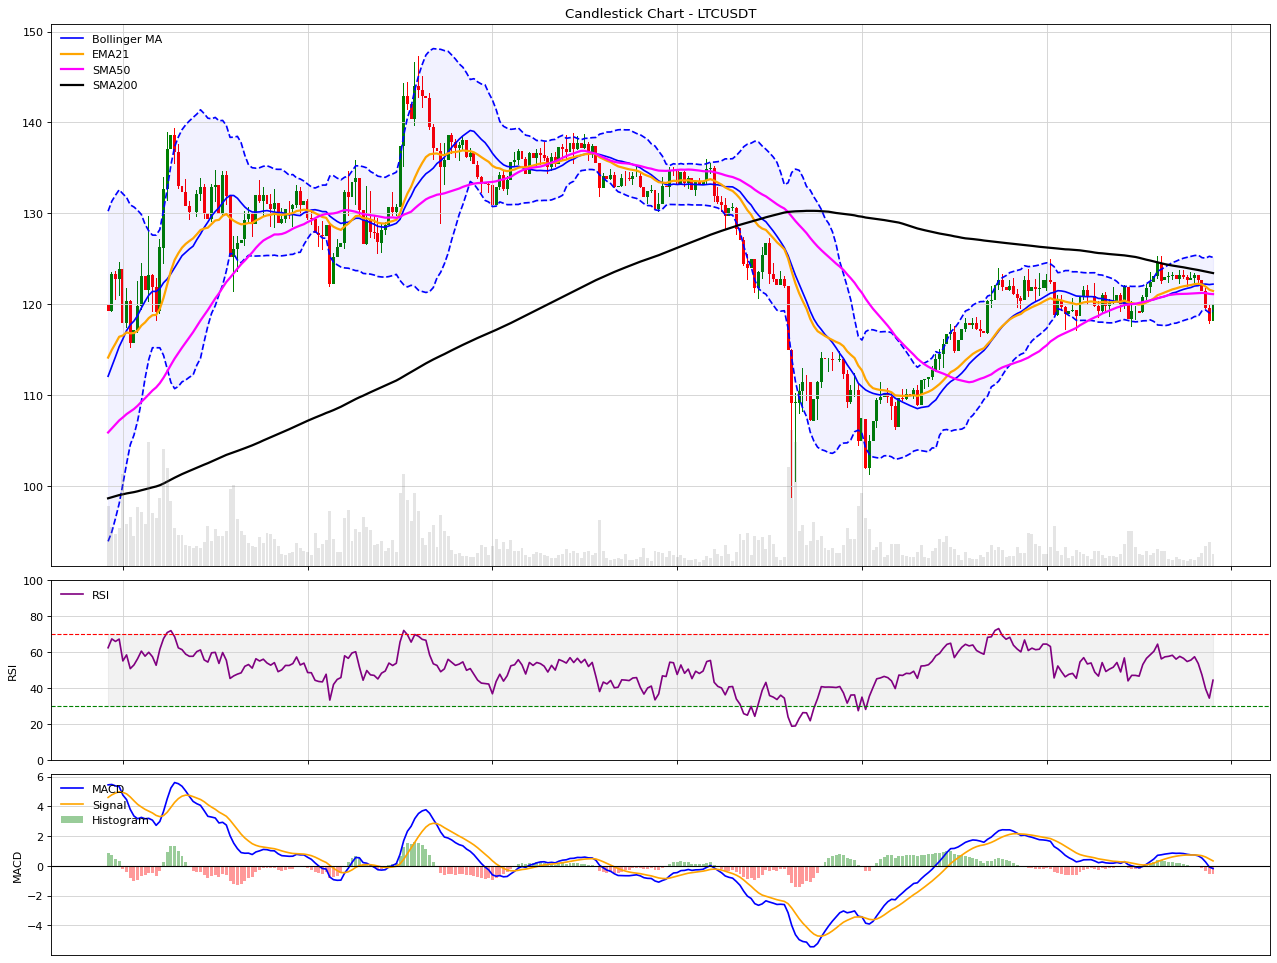 Candlestick Chart - LTCUSDT
150
140
130
120
110
100
Bollinger MA
EMA21
SMA50
SMA200
100
80
60
40
20
0
RSI
RSI
6
4
2
0
−2
−4
MACD
MACD
Signal
Histogram